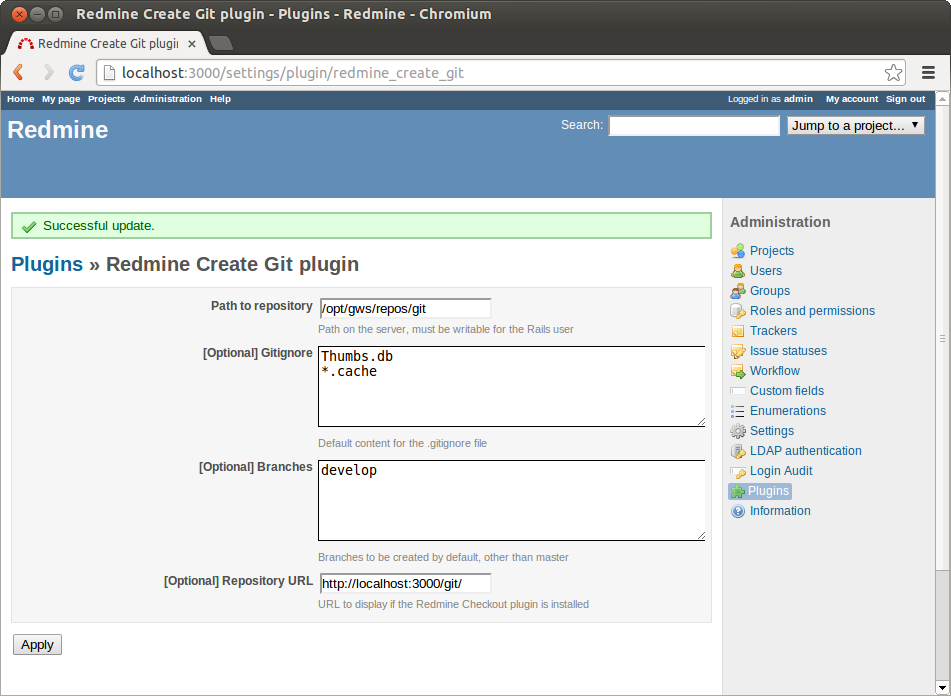 Redmine Create Git plugin - Plugins - Redmine - Chromium
Redmine Create Git plugi
localhost:3000/settings/plugin/redmine_create_git
Home My page Projects Administration Help Logged in as admin My account Sign out
Redmine
Search: Jump to a project...
Successful update.
Plugins » Redmine Create Git plugin
Path to repository /opt/gws/repos/git
Path on the server, must be writable for the Rails user
[Optional] Gitignore Thumbs.db
*.cache
Default content for the .gitignore file
[Optional] Branches develop
Branches to be created by default, other than master
[Optional] Repository URL http://localhost:3000/git/
URL to display if the Redmine Checkout plugin is installed
Apply
Administration
Projects
Users
Groups
Roles and permissions
Trackers
Issue statuses
Workflow
Custom fields
Enumerations
Settings
LDAP authentication
Login Audit
Plugins
Information